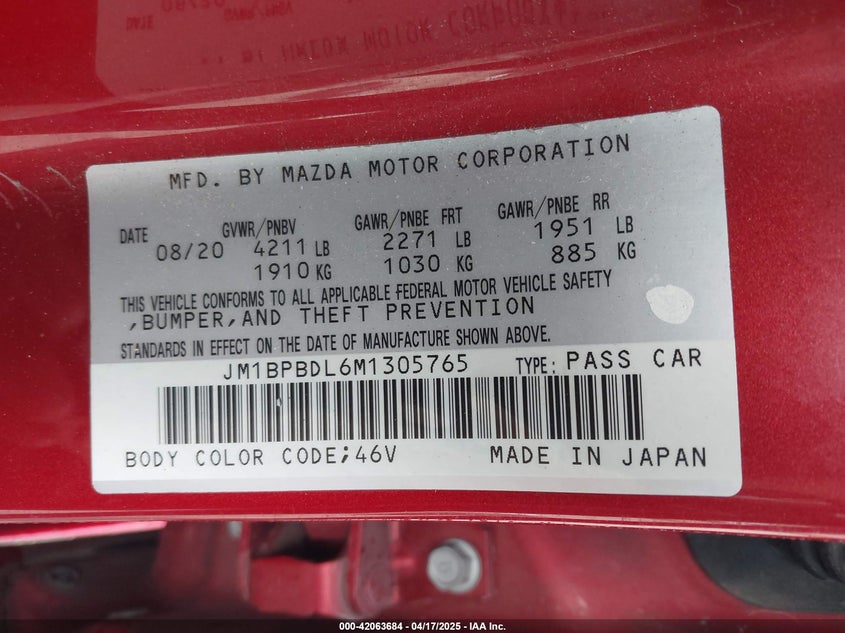 MFD. BY MAZDA MOTOR CORPORATION
DATE GVWR/PNBV GAWR/PNBE FRT GAWR/PNBE RR
08/20 4211 LB 2271 LB 1951 LB
1910 KG 1030 KG 885 KG
THIS VEHICLE CONFORMS TO ALL APPLICABLE FEDERAL MOTOR VEHICLE SAFETY
,BUMPER,AND THEFT PREVENTION
STANDARDS IN EFFECT ON THE DATE OF MANUFACTURE SHOWN ABOVE.
JM1BPBDL6M1305765 TYPE: PASS CAR
BODY COLOR CODE;46V MADE IN JAPAN
000-42063684 - 04/17/2025 - IAA Inc.